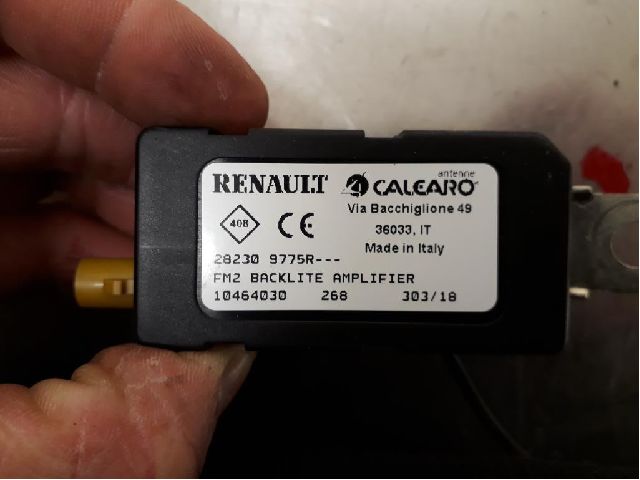 RENAULT antenne CALEARO
408 CE Via Bacchiglione 49
36033, IT
Made in Italy
28230 9775R---
FM2 BACKLITE AMPLIFIER
10464030 268 303/18